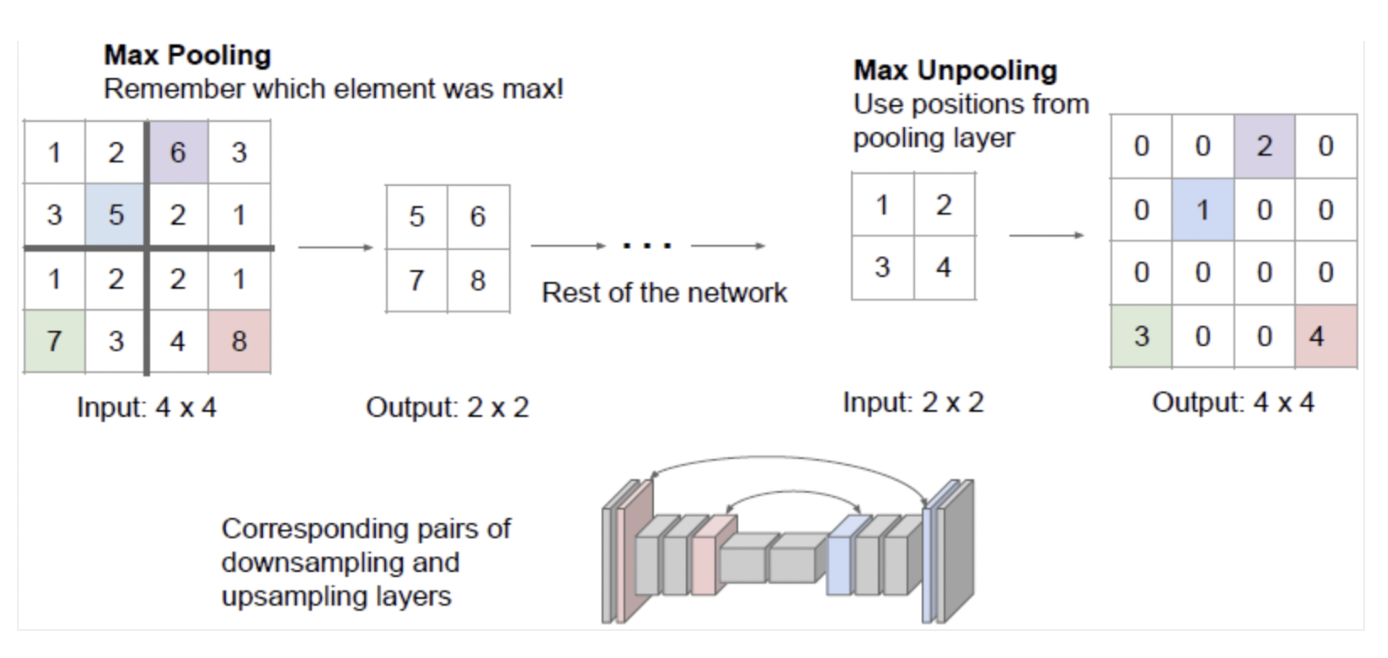 Max Pooling
Remember which element was max!
1 2 6 3
3 5 2 1
1 2 2 1
7 3 4 8
Input: 4 x 4
5 6
7 8
Output: 2 x 2
. . .
Rest of the network
Max Unpooling
Use positions from
pooling layer
1 2
3 4
Input: 2 x 2
0 0 2 0
0 1 0 0
0 0 0 0
3 0 0 4
Output: 4 x 4
Corresponding pairs of
downsampling and
upsampling layers